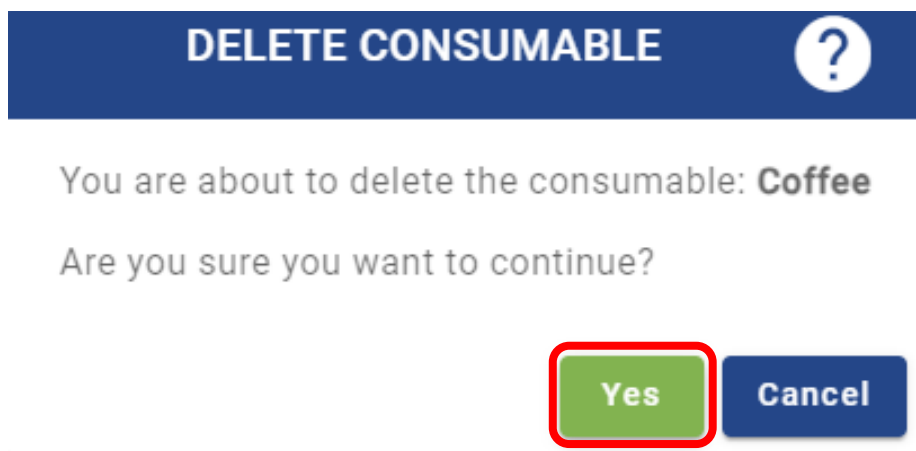 DELETE CONSUMABLE ?
You are about to delete the consumable: Coffee
Are you sure you want to continue?
Yes Cancel